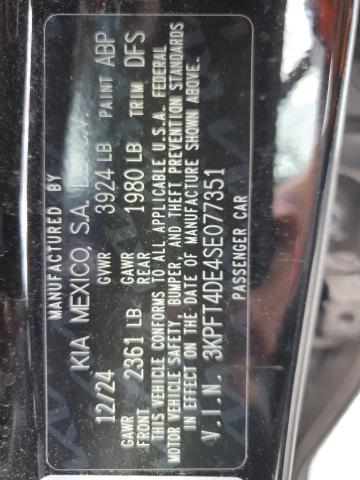 MANUFACTURED BY
KIA MEXICO, S.A.
12/24 GVWR 3924 LB PAINT ABP
GAWR FRONT 2361 LB GAWR REAR 1980 LB TRIM DFS
THIS VEHICLE CONFORMS TO ALL APPLICABLE U.S.A. FEDERAL
MOTOR VEHICLE SAFETY, BUMPER, AND THEFT PREVENTION STANDARDS
IN EFFECT ON THE DATE OF MANUFACTURE SHOWN ABOVE.
V.I.N. 3KPFT4DE4SE077351
PASSENGER CAR